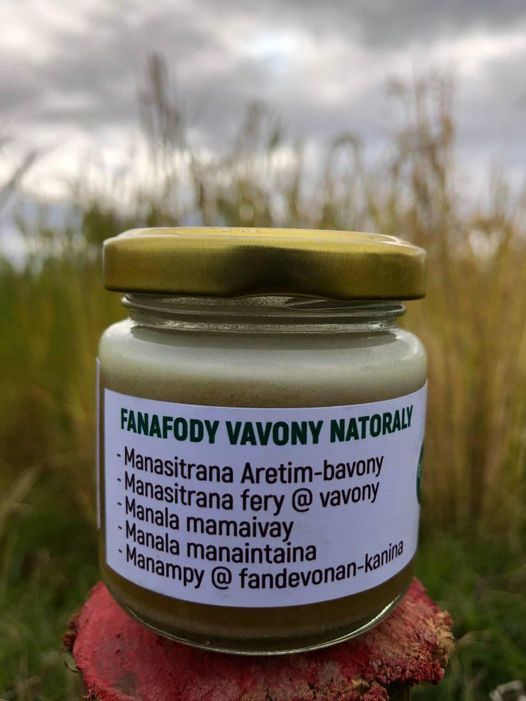 FANAFODY VAVONY NATORALY
-Manasitrana Aretim-bavony
-Manasitrana fery @ vavony
-Manala mamaivay
-Manala manaintaina
-Manampy @ fandevonan-kanina